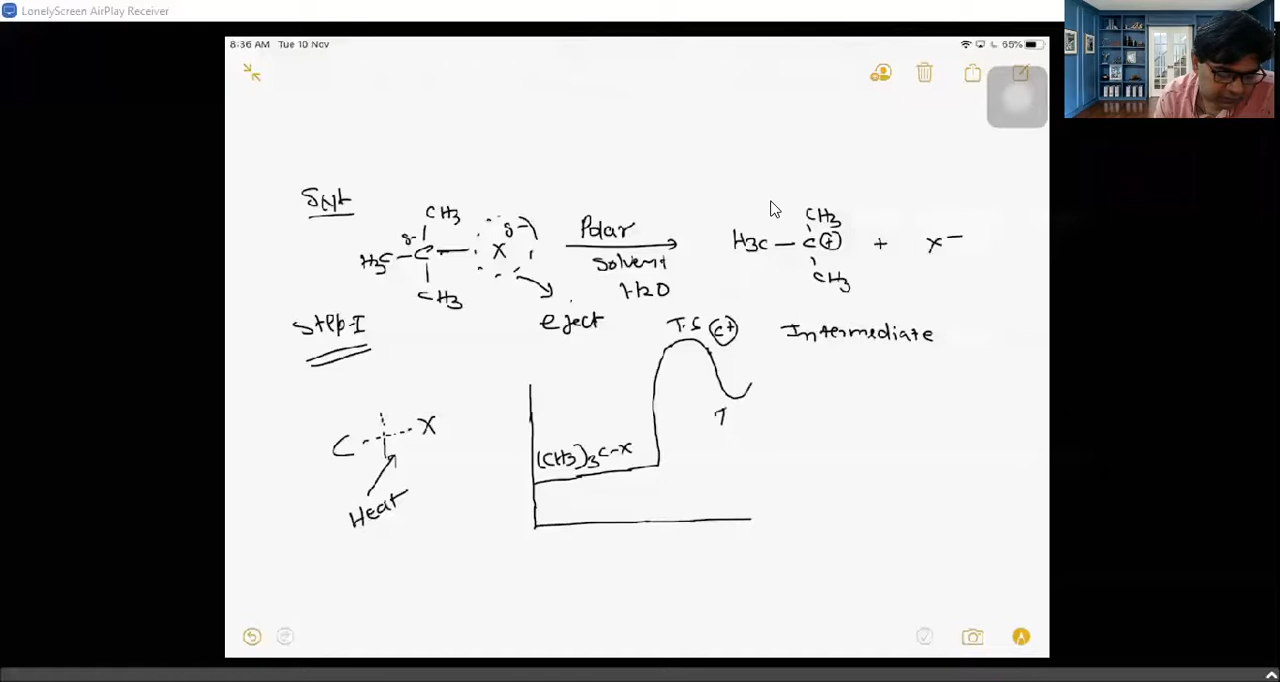 LonelyScreen AirPlay Receiver
8:36 AM Tue 10 Nov
55%
SN1
CH3
H3C - C - X
δ- δ-
CH3
eject
Polar
Solvent
H2O
CH3
H3C - C (+) + X-
CH3
Step-I
T.S C+
Intermediate
C X
Heat
(CH3)3C-X